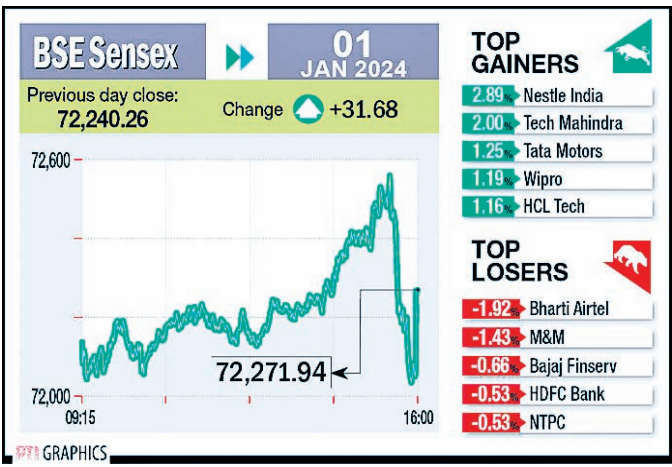 BSE Sensex
01
JAN 2024
Previous day close:
72,240.26
Change +31.68
72,600
72,271.94
72,000
09:15
16:00
TOP
GAINERS
2.89% Nestle India
2.00% Tech Mahindra
1.25% Tata Motors
1.19% Wipro
1.16% HCL Tech
TOP
LOSERS
-1.92% Bharti Airtel
-1.43% M&M
-0.66% Bajaj Finserv
-0.53% HDFC Bank
-0.53% NTPC
PTI GRAPHICS